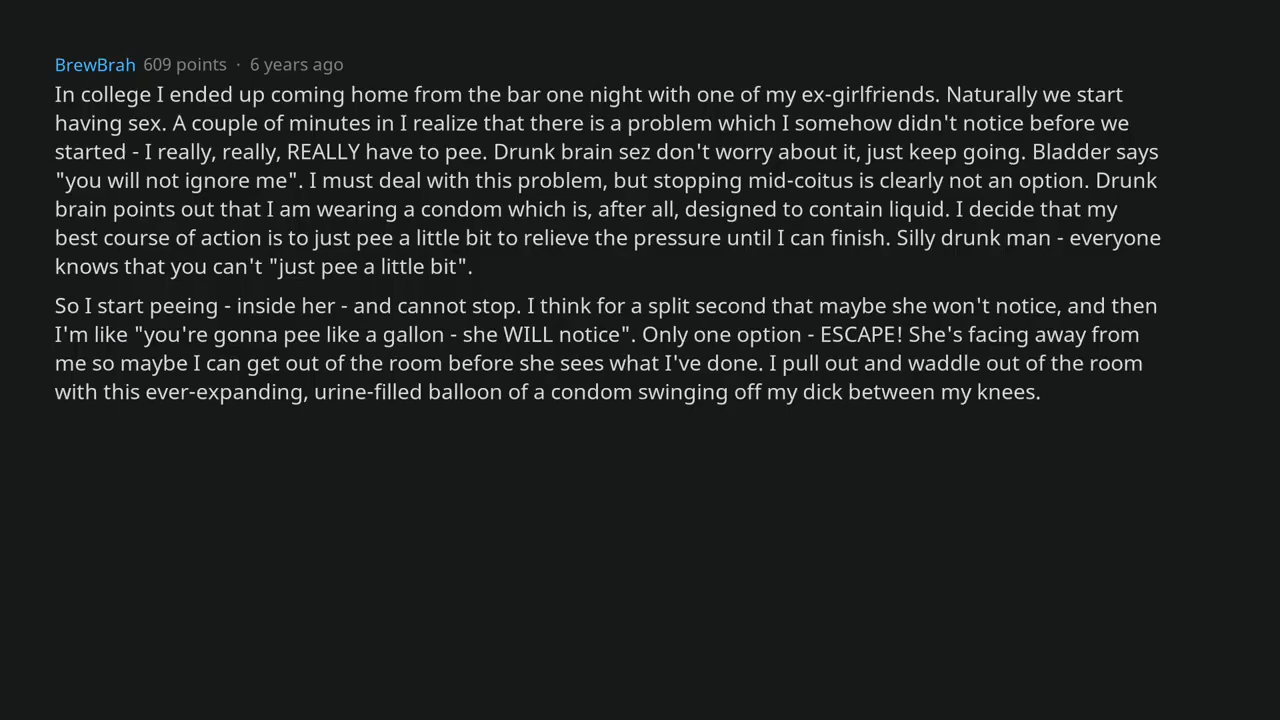 BrewBrah 609 points · 6 years ago
In college I ended up coming home from the bar one night with one of my ex-girlfriends. Naturally we start
having sex. A couple of minutes in I realize that there is a problem which I somehow didn't notice before we
started - I really, really, REALLY have to pee. Drunk brain sez don't worry about it, just keep going. Bladder says
"you will not ignore me". I must deal with this problem, but stopping mid-coitus is clearly not an option. Drunk
brain points out that I am wearing a condom which is, after all, designed to contain liquid. I decide that my
best course of action is to just pee a little bit to relieve the pressure until I can finish. Silly drunk man - everyone
knows that you can't "just pee a little bit".
So I start peeing - inside her - and cannot stop. I think for a split second that maybe she won't notice, and then
I'm like "you're gonna pee like a gallon - she WILL notice". Only one option - ESCAPE! She's facing away from
me so maybe I can get out of the room before she sees what I've done. I pull out and waddle out of the room
with this ever-expanding, urine-filled balloon of a condom swinging off my dick between my knees.